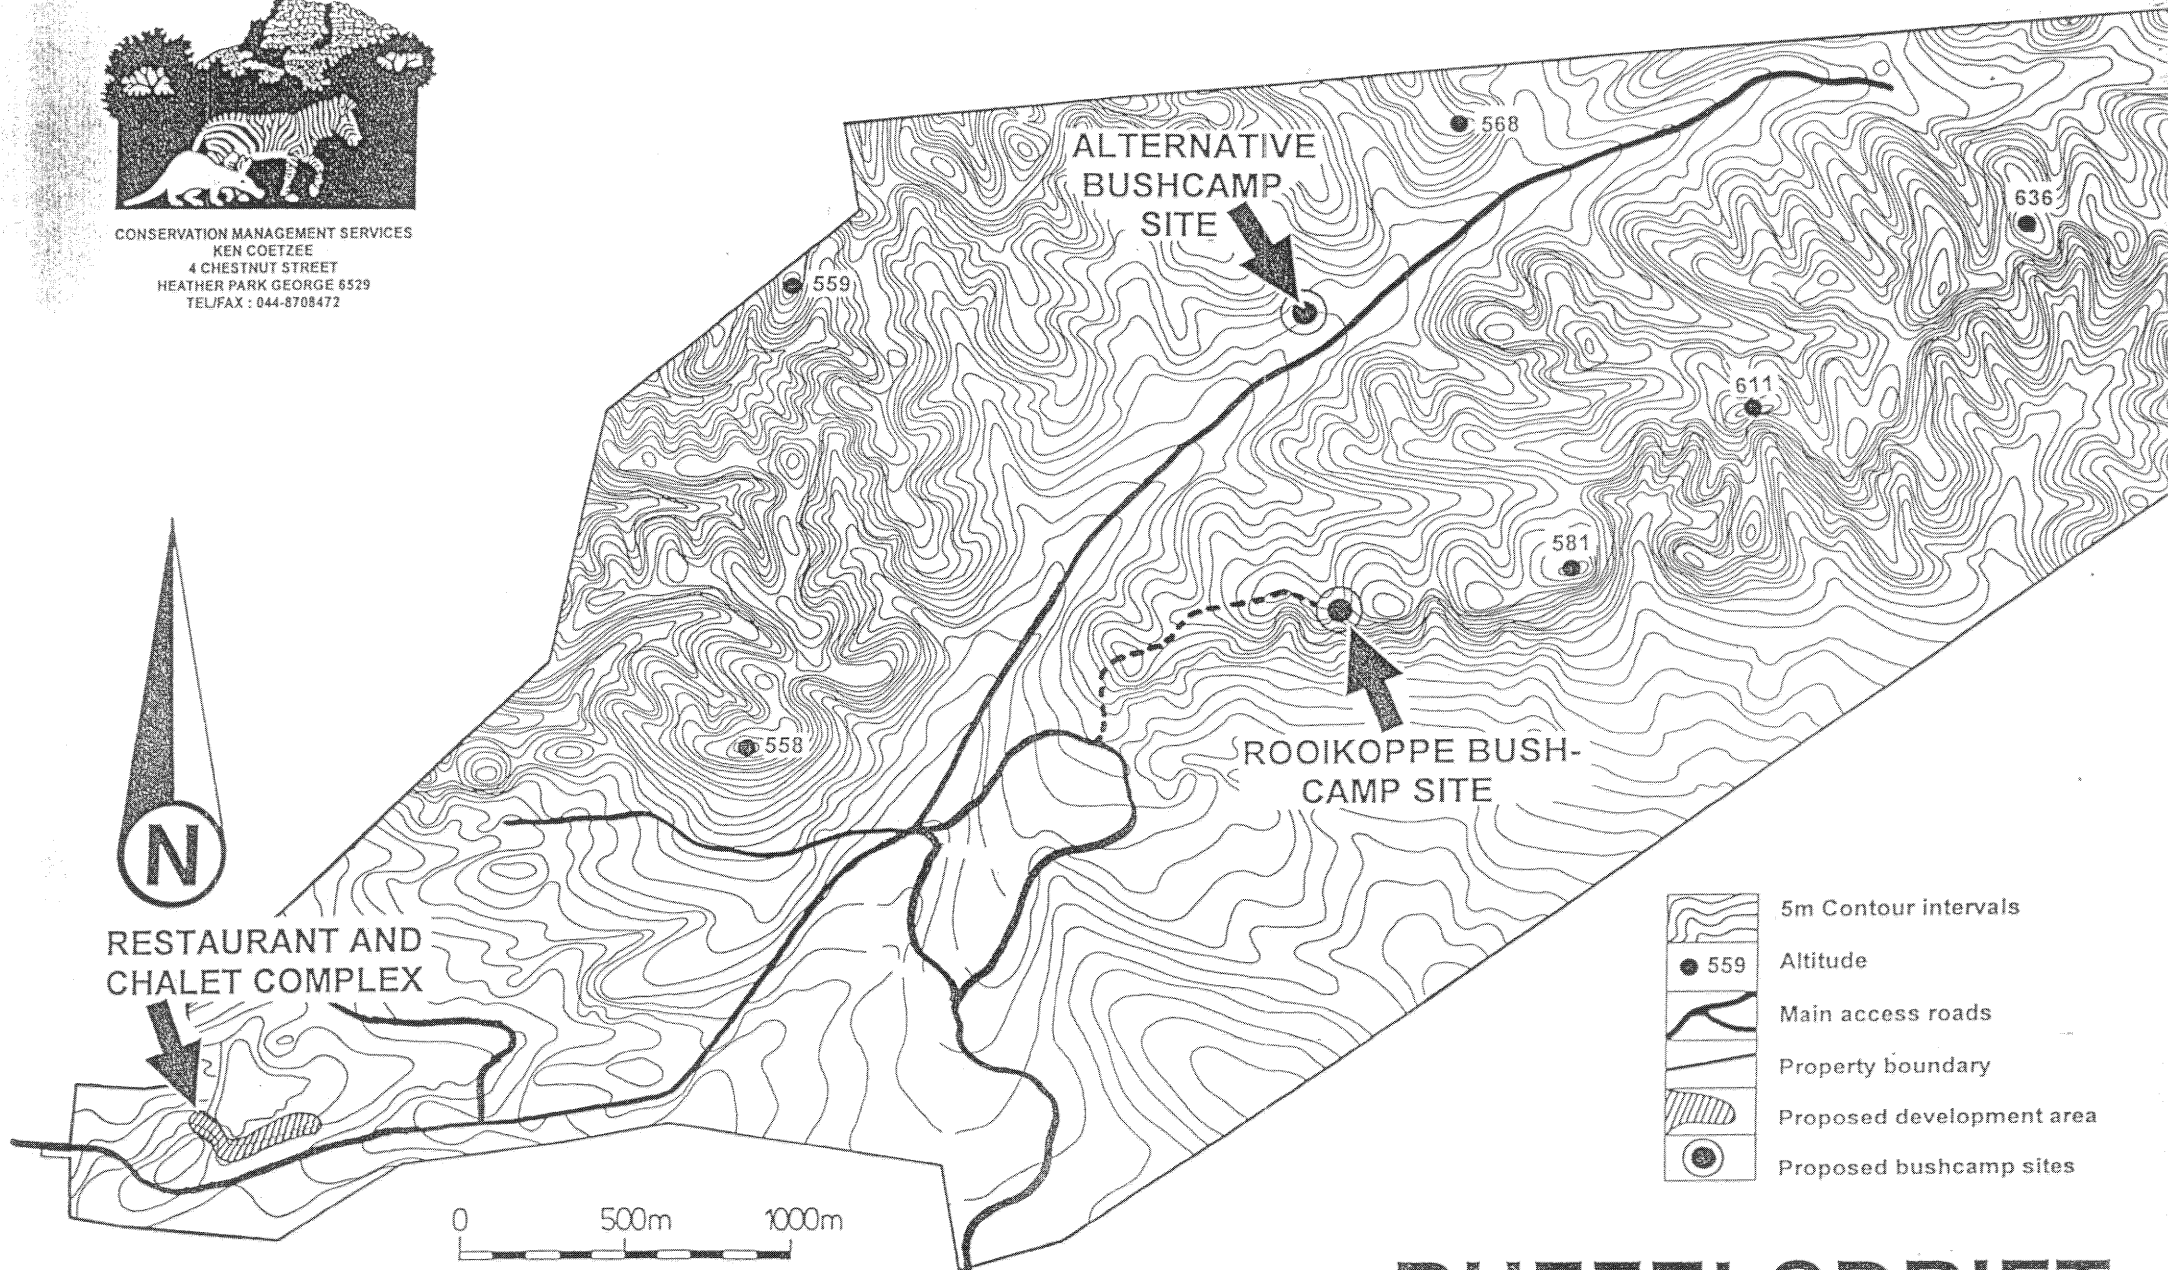 CONSERVATION MANAGEMENT SERVICES
KEN COETZEE
4 CHESTNUT STREET
HEATHER PARK GEORGE 6529
TEL/FAX : 044-8708472
ALTERNATIVE
BUSHCAMP
SITE
568
636
559
611
581
558
ROOIKOPPE BUSH-
CAMP SITE
N
RESTAURANT AND
CHALET COMPLEX
5m Contour intervals
559 Altitude
Main access roads
Property boundary
Proposed development area
Proposed bushcamp sites
0 500m 1000m